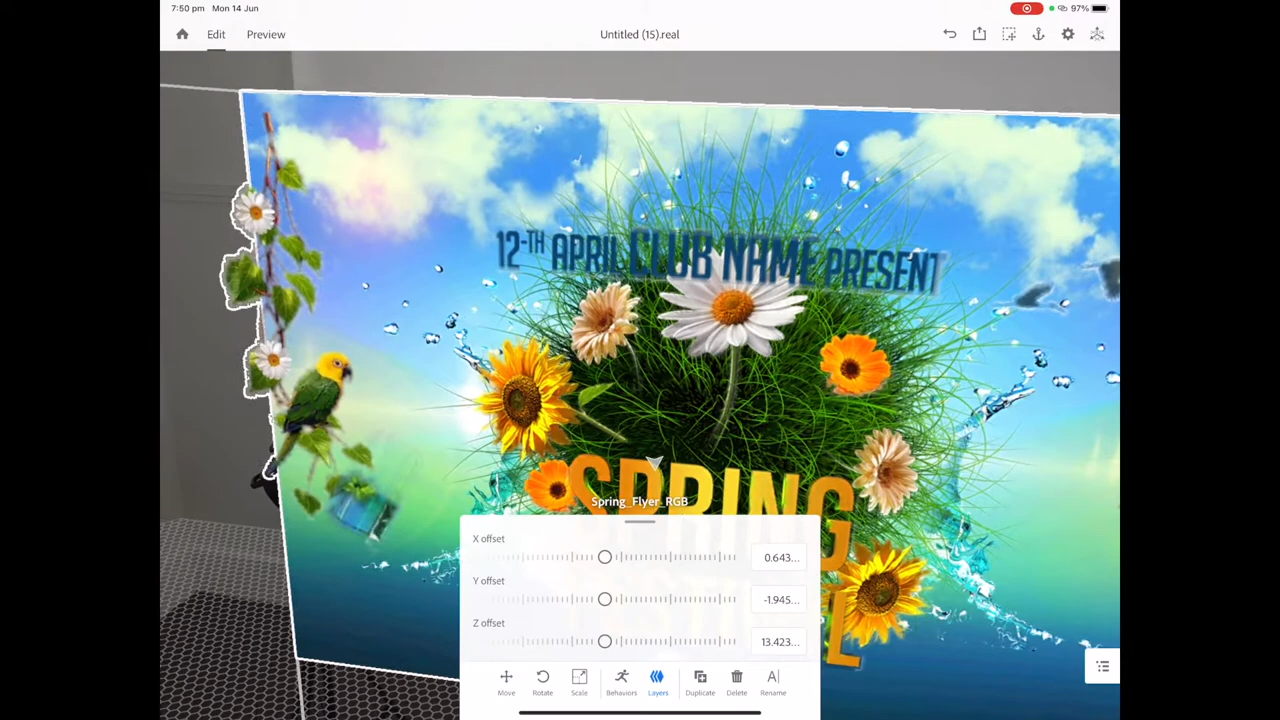 7:50 pm Mon 14 Jun
97%
Edit
Preview
Untitled (15).real
12-TH APRIL CLUB NAME PRESENT
SPRING
Spring_Flyer_RGB
X offset
0.643...
Y offset
-1.945...
Z offset
13.423...
Move
Rotate
Scale
Behaviors
Layers
Duplicate
Delete
Rename